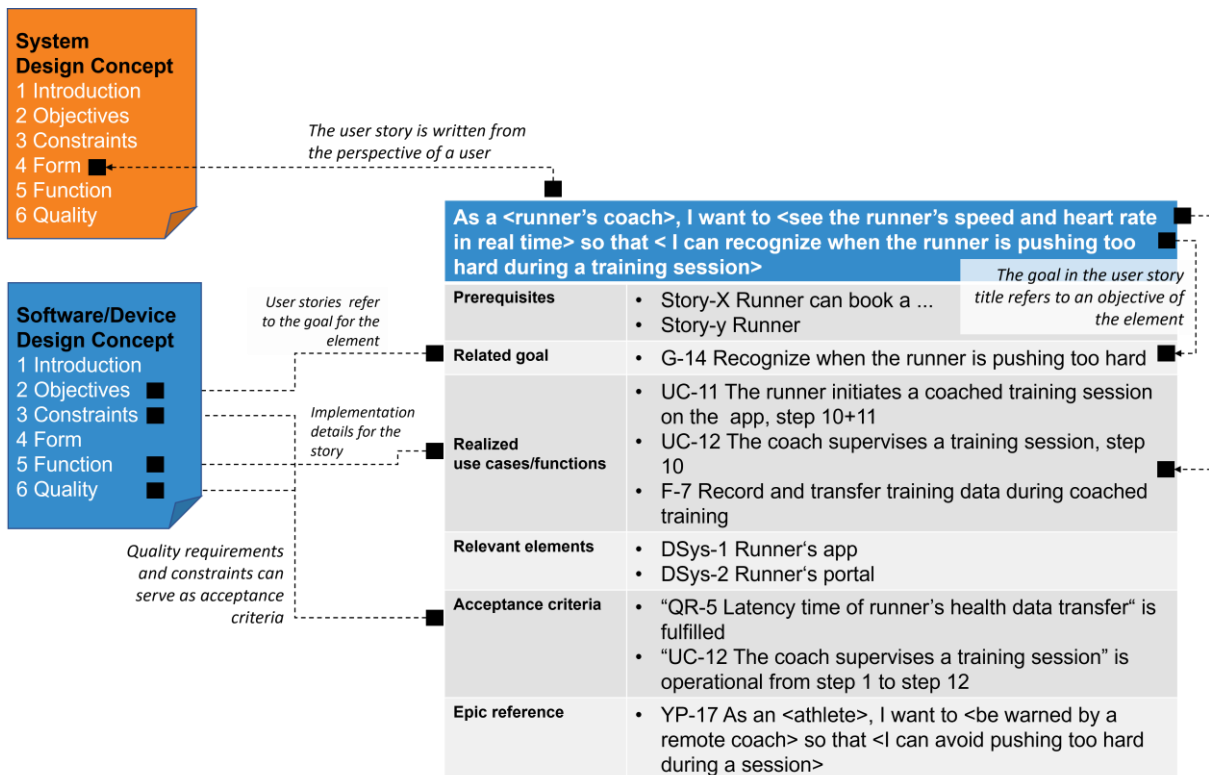 System
Design Concept
1 Introduction
2 Objectives
3 Constraints
4 Form
5 Function
6 Quality
The user story is written from
the perspective of a user
As a <runner’s coach>, I want to <see the runner’s speed and heart rate
in real time> so that < I can recognize when the runner is pushing too
hard during a training session>
The goal in the user story
title refers to an objective of
the element
Software/Device
Design Concept
1 Introduction
2 Objectives
3 Constraints
4 Form
5 Function
6 Quality
User stories  refer
to the goal for the
element
Implementation
details for the
story
Quality requirements
and constraints can
serve as acceptance
criteria
Prerequisites
• Story-X Runner can book a ...
• Story-y Runner
Related goal
• G-14 Recognize when the runner is pushing too hard
Realized
use cases/functions
• UC-11 The runner initiates a coached training session
on the  app, step 10+11
• UC-12 The coach supervises a training session, step
10
• F-7 Record and transfer training data during coached
training
Relevant elements
• DSys-1 Runner‘s app
• DSys-2 Runner‘s portal
Acceptance criteria
• “QR-5 Latency time of runner’s health data transfer“ is
fulfilled
• “UC-12 The coach supervises a training session” is
operational from step 1 to step 12
Epic reference
• YP-17 As an <athlete>, I want to <be warned by a
remote coach> so that <I can avoid pushing too hard
during a session>